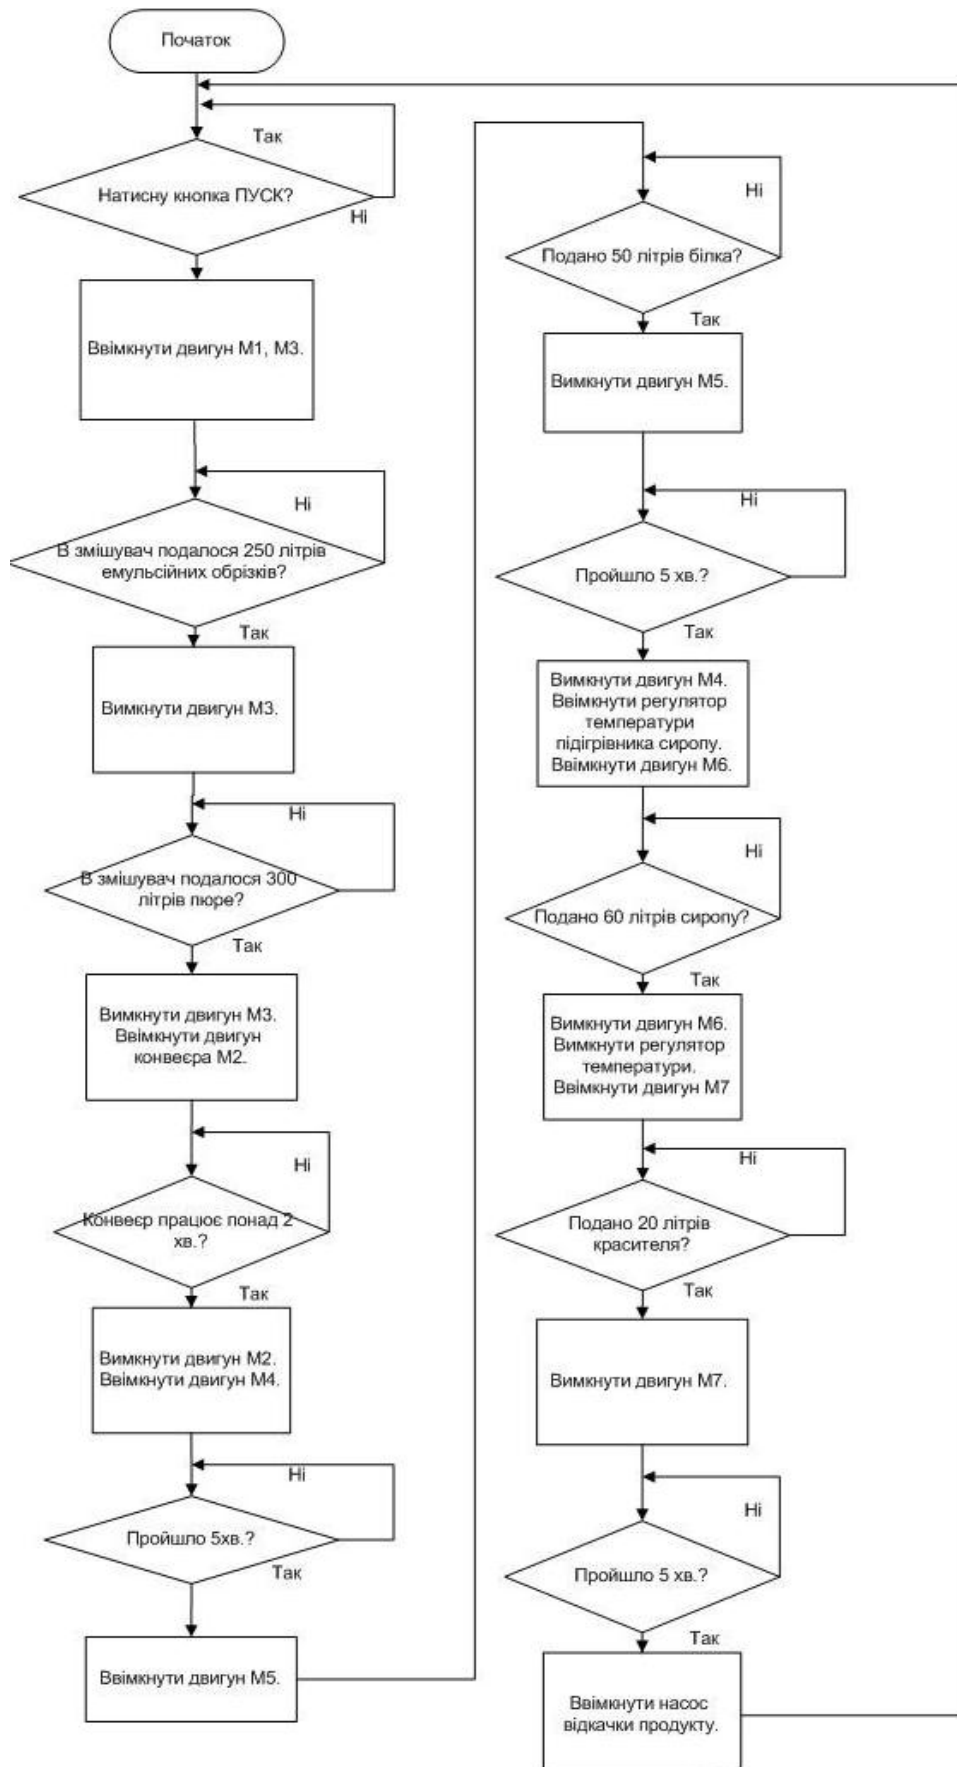 Початок
Так
Натисну кнопка ПУСК?
Ні
Ввімкнути двигун М1, М3.
Ні
В змішувач подалося 250 літрів
емульсійних обрізків?
Так
Вимкнути двигун М3.
Ні
В змішувач подалося 300
літрів пюре?
Так
Вимкнути двигун М3.
Ввімкнути двигун
конвеєра М2.
Ні
Конвеєр працює понад 2
хв.?
Так
Вимкнути двигун М2.
Ввімкнути двигун М4.
Ні
Пройшло 5хв.?
Так
Ввімкнути двигун М5.
Ні
Подано 50 літрів білка?
Так
Вимкнути двигун М5.
Ні
Пройшло 5 хв.?
Так
Вимкнути двигун М4.
Ввімкнути регулятор
температури
підігрівника сиропу.
Ввімкнути двигун М6.
Ні
Подано 60 літрів сиропу?
Так
Вимкнути двигун М6.
Вимкнути регулятор
температури.
Ввімкнути двигун М7
Ні
Подано 20 літрів
красителя?
Так
Вимкнути двигун М7.
Ні
Пройшло 5 хв.?
Так
Ввімкнути насос
відкачки продукту.